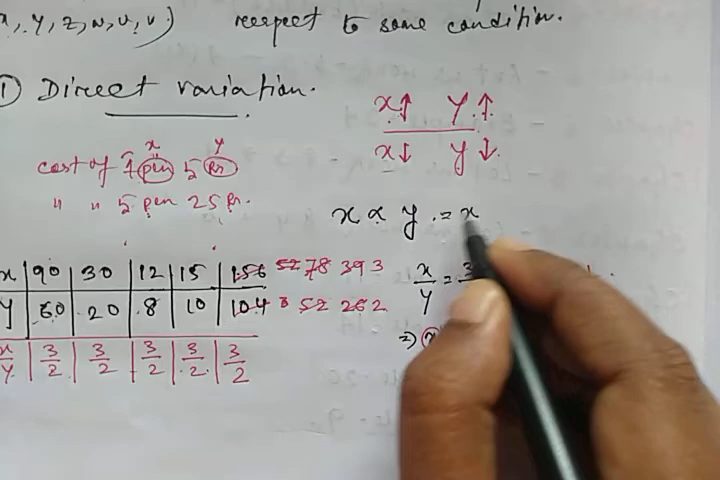 x, y, z, w, u, v) respect to some condition.
① Direct variation.
x↑ y↑
x↓ y↓
x y
cost of 1 pen 5 Rs
" " 5 pen 25 Rs.
x ∝ y = x
x | 90 | 30 | 12 | 15 | 156 52 78 393
y | 60 | 20 | 8 | 10 | 104 52 262
x/y | 3/2 | 3/2 | 3/2 | 3/2 | 3/2
x/y = 3
⇒